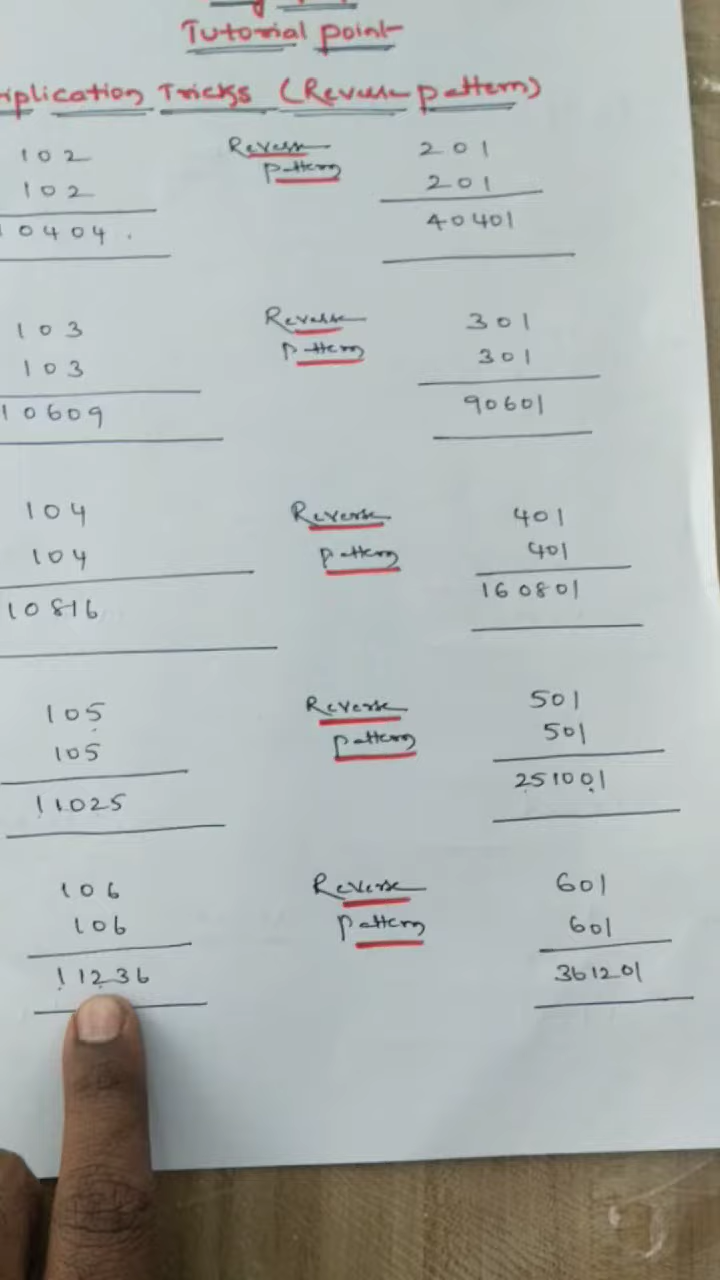 Tutorial point
iplication Tricks (Reverse pattern)
102 Reverse 201
102 pattern 201
10404 40401
103 Reverse 301
103 pattern 301
10609 90601
104 Reverse 401
104 pattern 401
10816 160801
105 Reverse 501
105 pattern 501
11025 251001
106 Reverse 601
106 pattern 601
11236 361201